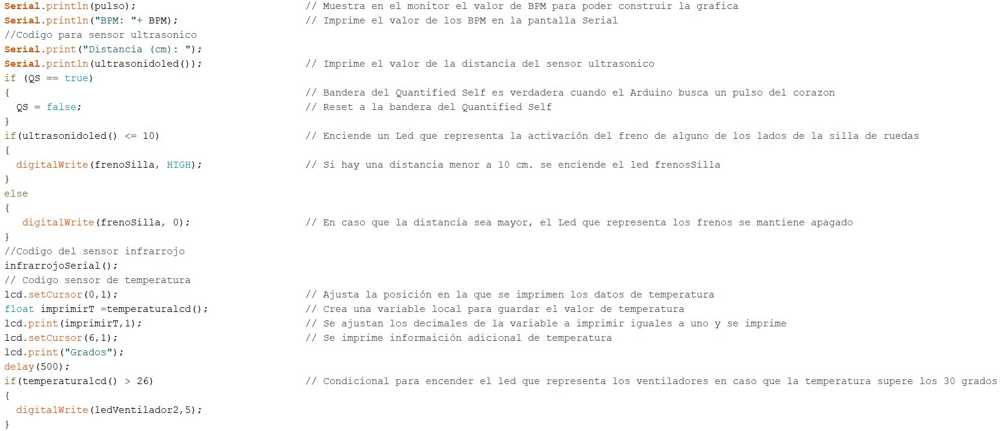 Serial.println(pulso); // Muestra en el monitor el valor de BPM para poder construir la grafica
Serial.println("BPM: "+ BPM); // Imprime el valor de los BPM en la pantalla Serial
//Codigo para sensor ultrasonico
Serial.print("Distancia (cm): ");
Serial.println(ultrasonidoled()); // Imprime el valor de la distancia del sensor ultrasonico
if (QS == true)
{ // Bandera del Quantified Self es verdadera cuando el Arduino busca un pulso del corazon
  QS = false; // Reset a la bandera del Quantified Self
}
if(ultrasonidoled() <= 10) // Enciende un Led que representa la activación del freno de alguno de los lados de la silla de ruedas
{
  digitalWrite(frenoSilla, HIGH); // Si hay una distancia menor a 10 cm. se enciende el led frenosSilla
}
else
{
   digitalWrite(frenoSilla, 0); // En caso que la distancia sea mayor, el Led que representa los frenos se mantiene apagado
}
//Codigo del sensor infrarrojo
infrarrojoSerial();
// Codigo sensor de temperatura
lcd.setCursor(0,1); // Ajusta la posición en la que se imprimen los datos de temperatura
float imprimirT =temperaturalcd(); // Crea una variable local para guardar el valor de temperatura
lcd.print(imprimirT,1); // Se ajustan los decimales de la variable a imprimir iguales a uno y se imprime
lcd.setCursor(6,1); // Se imprime informaición adicional de temperatura
lcd.print("Grados");
delay(500);
if(temperaturalcd() > 26) // Condicional para encender el led que representa los ventiladores en caso que la temperatura supere los 30 grados
{
  digitalWrite(ledVentilador2,5);
}